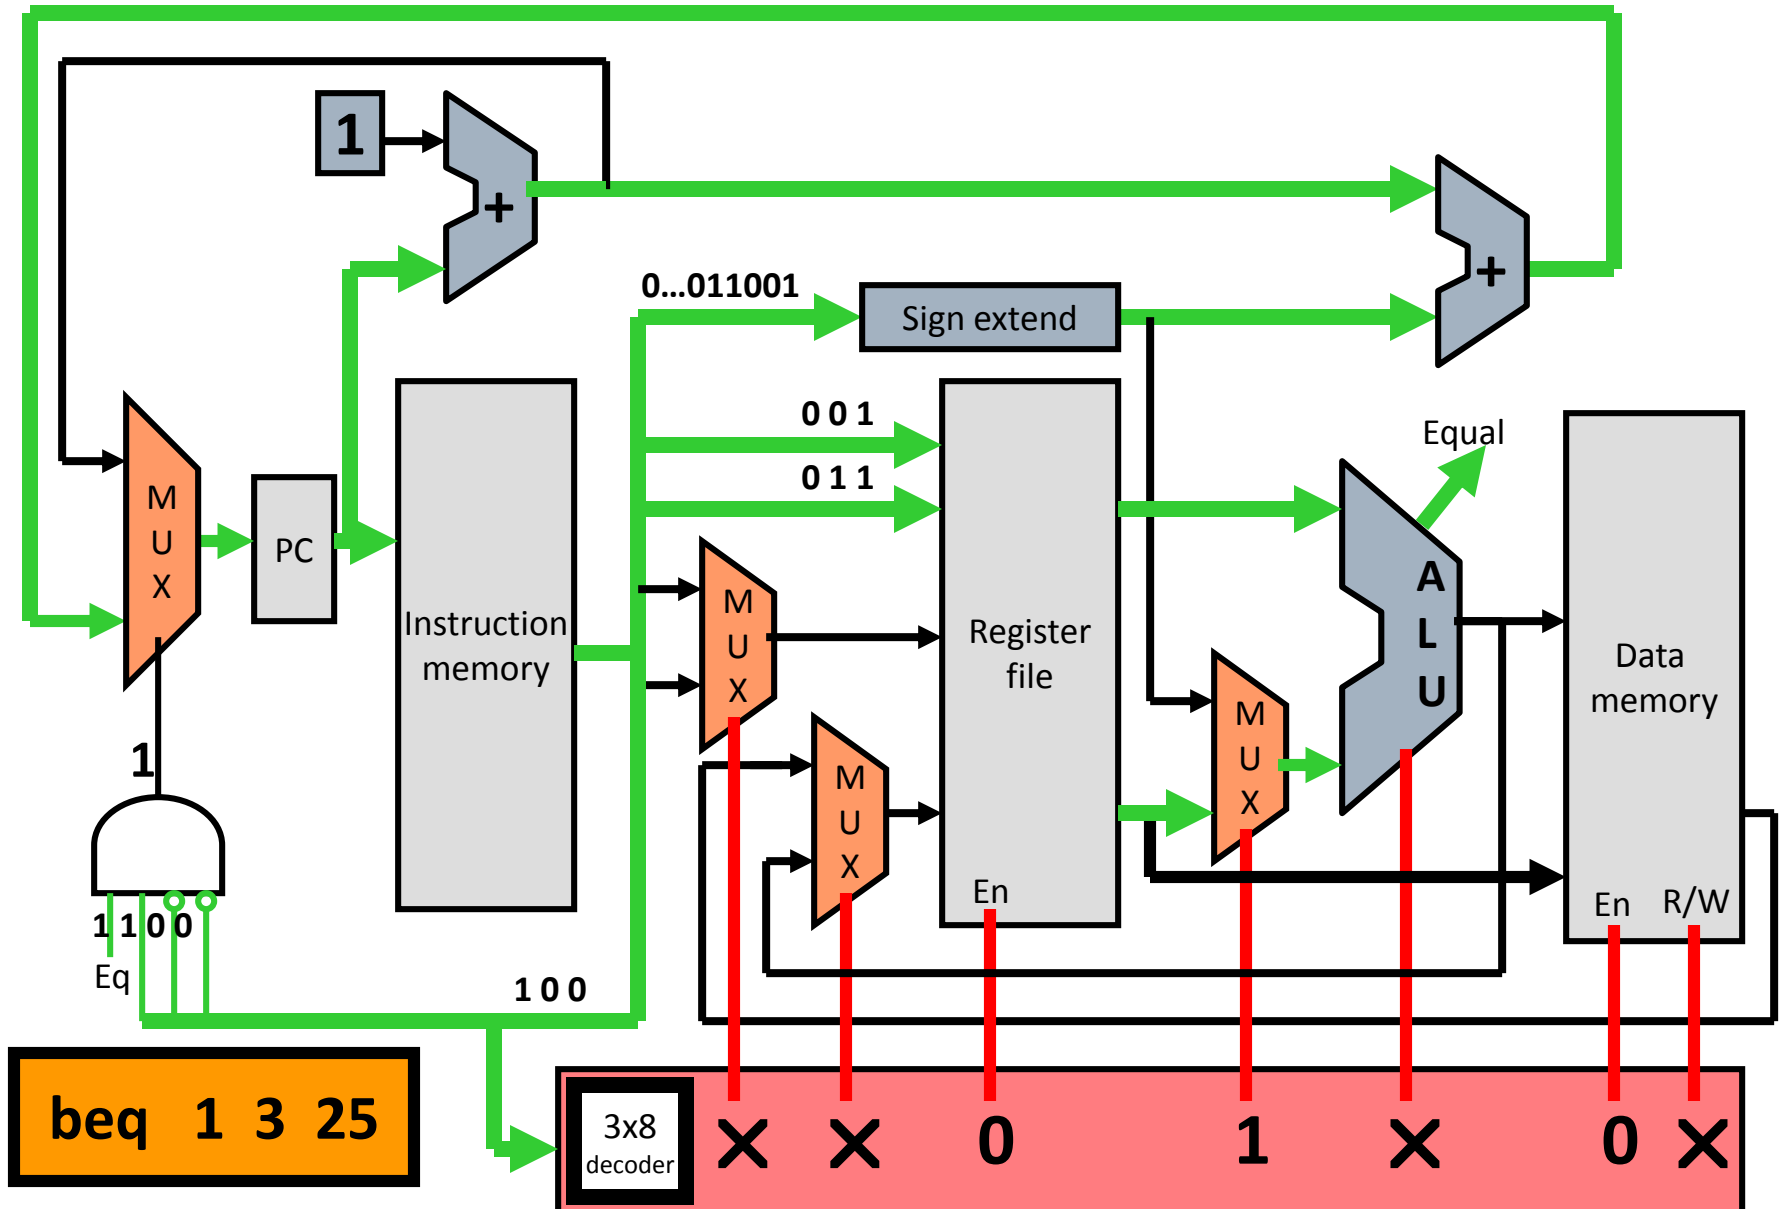 1
+
+
0...011001
Sign extend
0 0 1
0 1 1
Equal
M
U
X
PC
Instruction
memory
M
U
X
Register
file
A
L
U
Data
memory
M
U
X
M
U
X
1
En
En
R/W
1 1 0 0
Eq
1 0 0
beq 1 3 25
3x8
decoder
X X 0 1 X 0 X